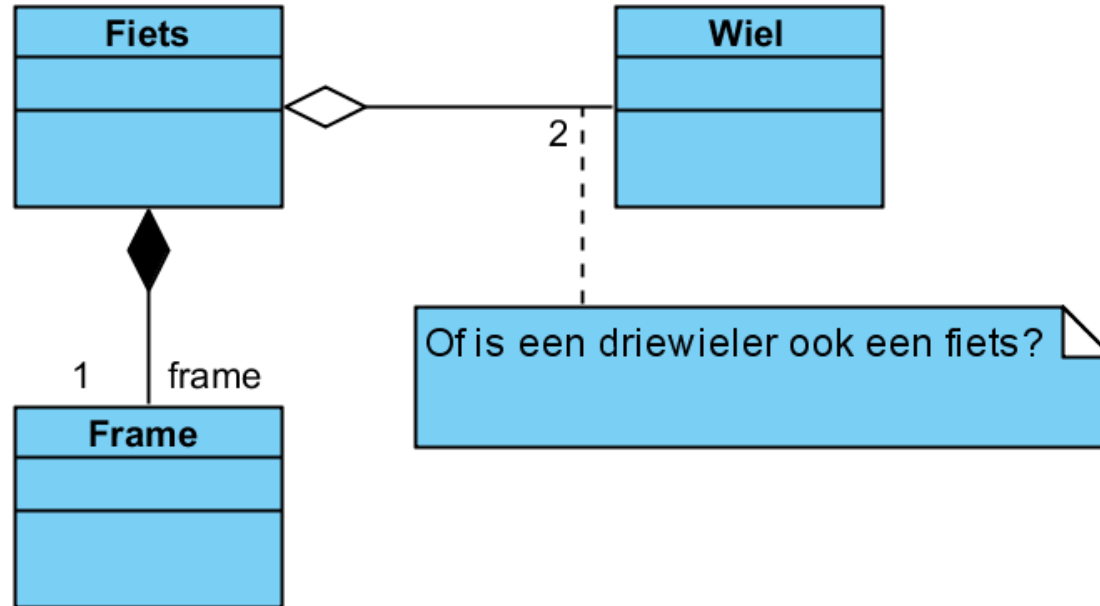 Fiets
Wiel
2
Of is een driewieler ook een fiets?
1
frame
Frame